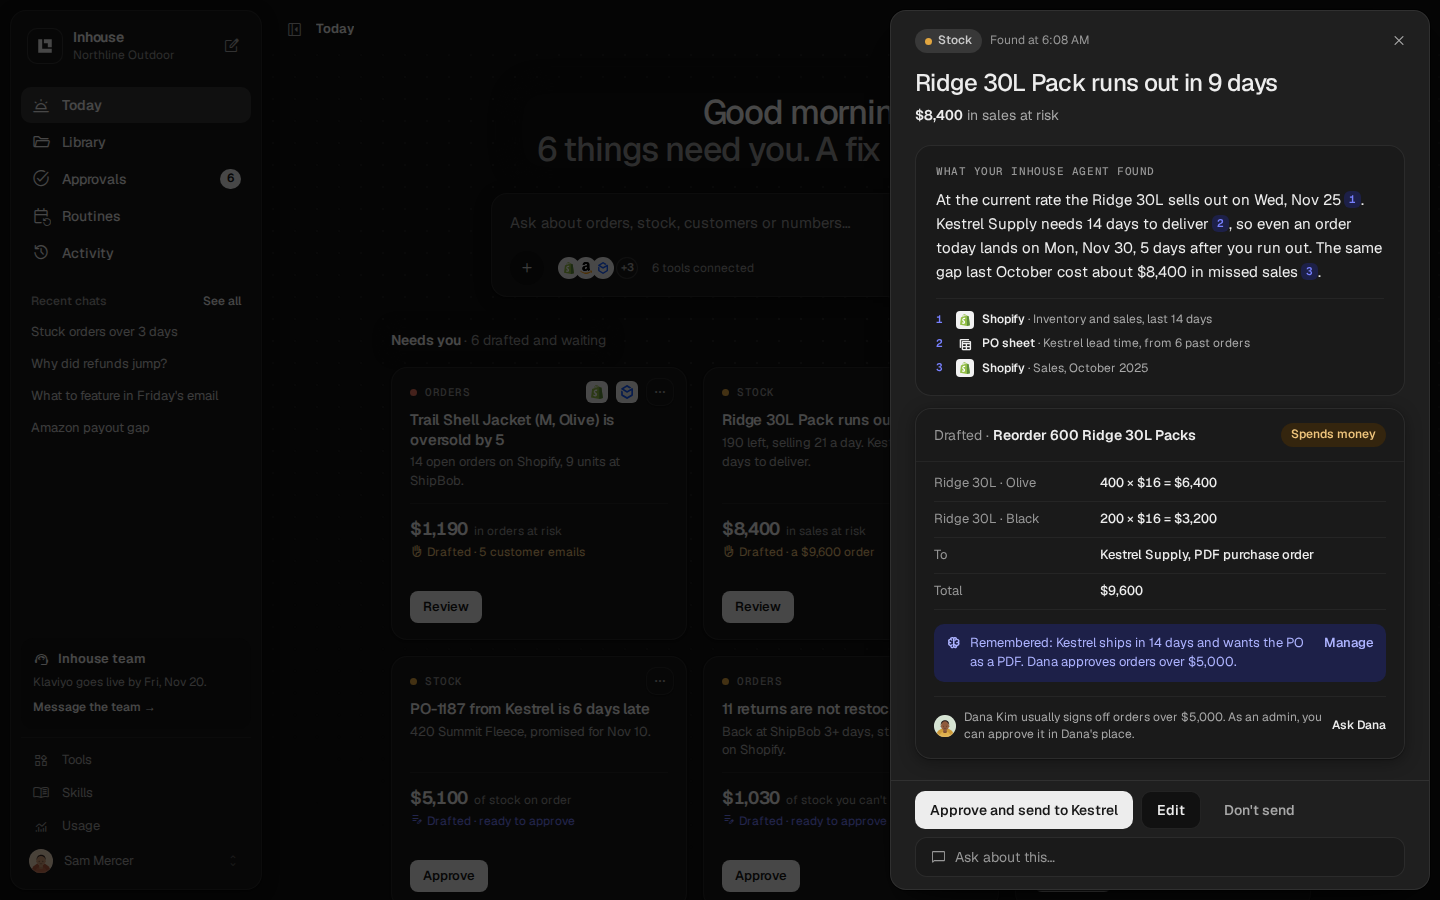 Inhouse
Northline Outdoor
Today
Library
Approvals
6
Routines
Activity
Recent chats
See all
Stuck orders over 3 days
Why did refunds jump?
What to feature in Friday's email
Amazon payout gap
Inhouse team
Klaviyo goes live by Fri, Nov 20.
Message the team →
Tools
Skills
Usage
Sam Mercer
Today
Good mornin
6 things need you. A fix
Ask about orders, stock, customers or numbers...
+3
6 tools connected
Needs you · 6 drafted and waiting
ORDERS
Trail Shell Jacket (M, Olive) is
oversold by 5
14 open orders on Shopify, 9 units at
ShipBob.
$1,190 in orders at risk
Drafted · 5 customer emails
Review
STOCK
Ridge 30L Pack runs ou
190 left, selling 21 a day. Kes
days to deliver.
$8,400 in sales at risk
Drafted · a $9,600 order
Review
STOCK
PO-1187 from Kestrel is 6 days late
420 Summit Fleece, promised for Nov 10.
$5,100 of stock on order
Drafted · ready to approve
Approve
ORDERS
11 returns are not restoc
Back at ShipBob 3+ days, st
on Shopify.
$1,030 of stock you can't
Drafted · ready to approve
Approve
Stock
Found at 6:08 AM
Ridge 30L Pack runs out in 9 days
$8,400 in sales at risk
WHAT YOUR INHOUSE AGENT FOUND
At the current rate the Ridge 30L sells out on Wed, Nov 25 1.
Kestrel Supply needs 14 days to deliver 2, so even an order
today lands on Mon, Nov 30, 5 days after you run out. The same
gap last October cost about $8,400 in missed sales 3.
1 Shopify · Inventory and sales, last 14 days
2 PO sheet · Kestrel lead time, from 6 past orders
3 Shopify · Sales, October 2025
Drafted · Reorder 600 Ridge 30L Packs
Spends money
Ridge 30L · Olive 400 × $16 = $6,400
Ridge 30L · Black 200 × $16 = $3,200
To Kestrel Supply, PDF purchase order
Total $9,600
Remembered: Kestrel ships in 14 days and wants the PO
as a PDF. Dana approves orders over $5,000.
Manage
Dana Kim usually signs off orders over $5,000. As an admin, you
can approve it in Dana's place.
Ask Dana
Approve and send to Kestrel
Edit
Don't send
Ask about this...